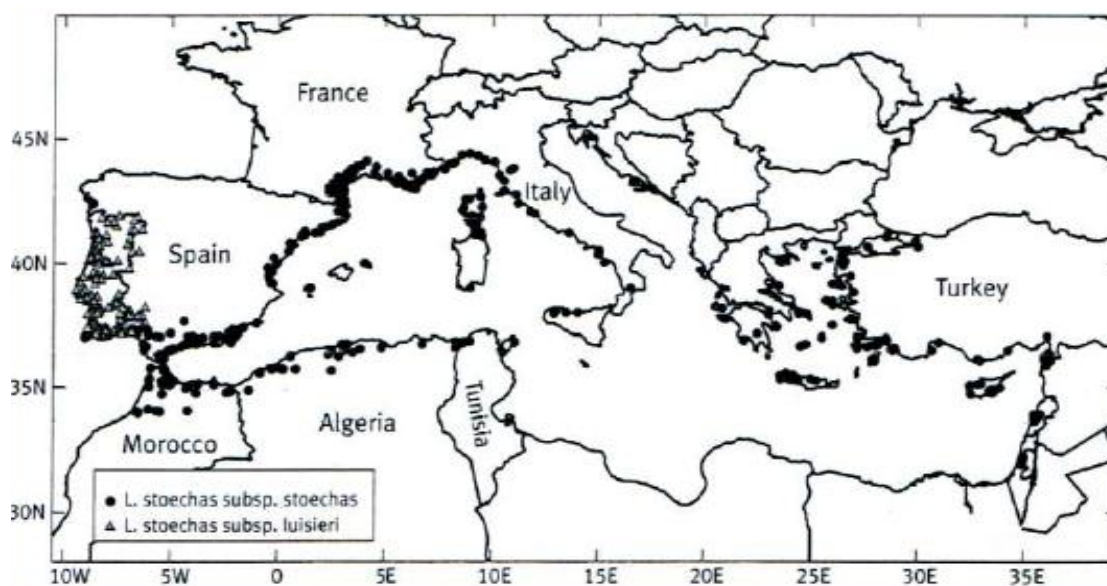 France
45N
Italy
Spain
40N
Turkey
35N
Algeria
Tunisia
Morocco
L. stoechas subsp. stoechas
L. stoechas subsp. luisieri
30N
10W 5W 0 5E 10E 15E 20E 25E 30E 35E